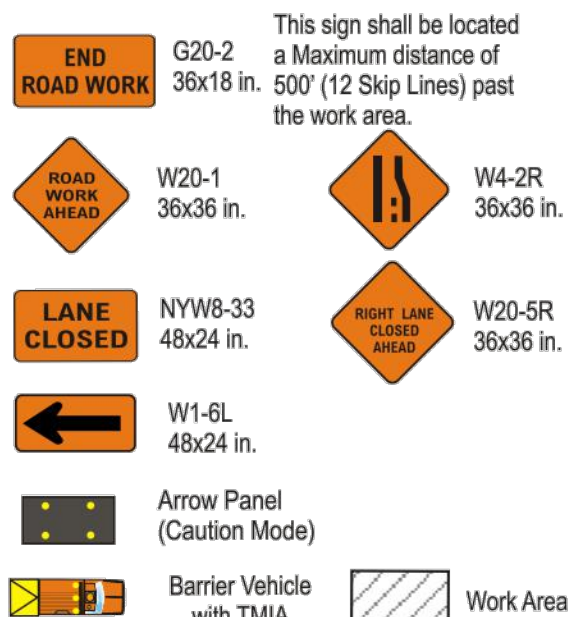 END
ROAD WORK
G20-2
36x18 in.
This sign shall be located
a Maximum distance of
500' (12 Skip Lines) past
the work area.
ROAD
WORK
AHEAD
W20-1
36x36 in.
W4-2R
36x36 in.
LANE
CLOSED
NYW8-33
48x24 in.
RIGHT LANE
CLOSED
AHEAD
W20-5R
36x36 in.
W1-6L
48x24 in.
Arrow Panel
(Caution Mode)
Barrier Vehicle
with TMIA
Work Area